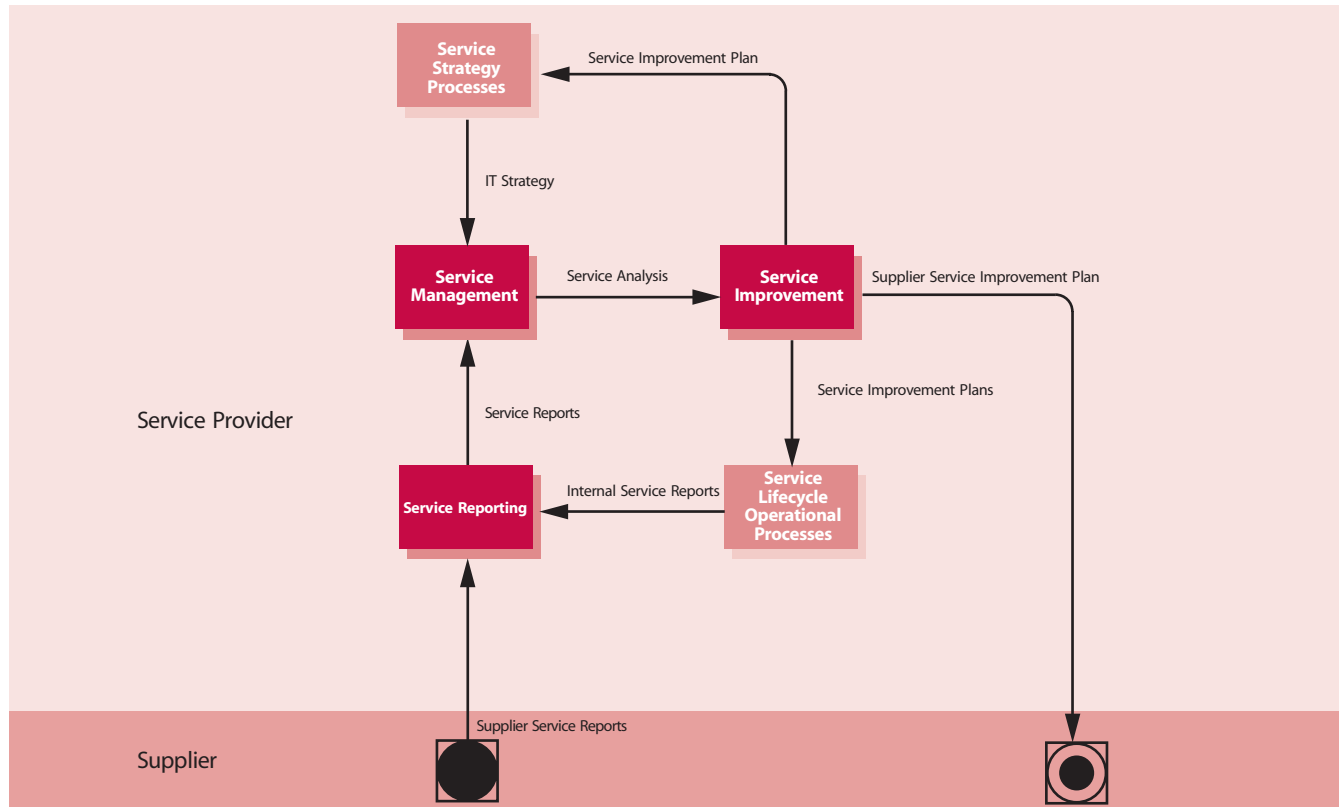 Service
Strategy
Processes
Service Improvement Plan
IT Strategy
Service
Management
Service Analysis
Service
Improvement
Supplier Service Improvement Plan
Service Improvement Plans
Service Provider
Service Reports
Service Reporting
Internal Service Reports
Service
Lifecycle
Operational
Processes
Supplier Service Reports
Supplier